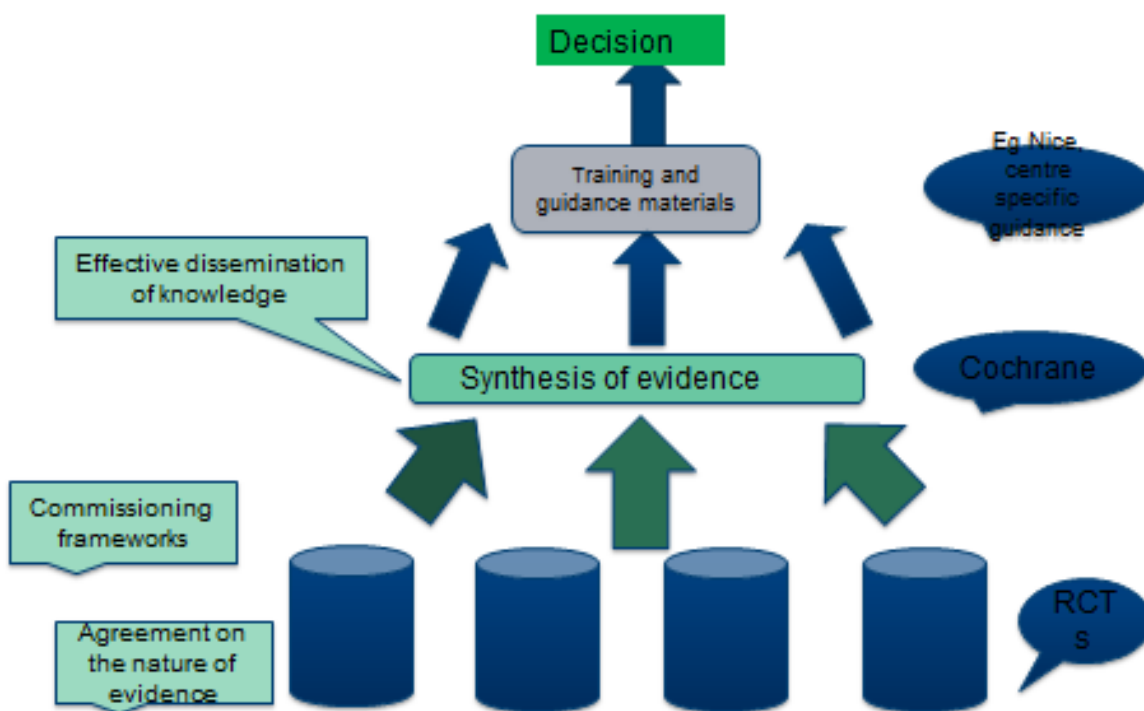 Decision
Training and
guidance materials
Eg Nice,
centre
specific
guidance
Effective dissemination
of knowledge
Synthesis of evidence
Cochrane
Commissioning
frameworks
Agreement on
the nature of
evidence
RCT
s